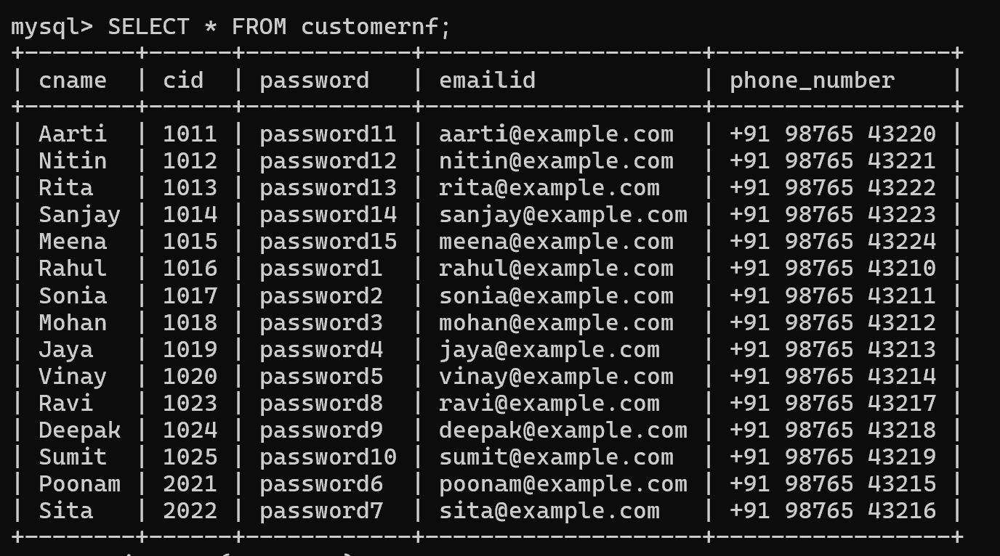 mysql> SELECT * FROM customernf;
+--------+------+------------+--------------------+-----------------+
| cname  | cid  | password   | emailid            | phone_number    |
+--------+------+------------+--------------------+-----------------+
| Aarti  | 1011 | password11 | aarti@example.com  | +91 98765 43220 |
| Nitin  | 1012 | password12 | nitin@example.com  | +91 98765 43221 |
| Rita   | 1013 | password13 | rita@example.com   | +91 98765 43222 |
| Sanjay | 1014 | password14 | sanjay@example.com | +91 98765 43223 |
| Meena  | 1015 | password15 | meena@example.com  | +91 98765 43224 |
| Rahul  | 1016 | password1  | rahul@example.com  | +91 98765 43210 |
| Sonia  | 1017 | password2  | sonia@example.com  | +91 98765 43211 |
| Mohan  | 1018 | password3  | mohan@example.com  | +91 98765 43212 |
| Jaya   | 1019 | password4  | jaya@example.com   | +91 98765 43213 |
| Vinay  | 1020 | password5  | vinay@example.com  | +91 98765 43214 |
| Ravi   | 1023 | password8  | ravi@example.com   | +91 98765 43217 |
| Deepak | 1024 | password9  | deepak@example.com | +91 98765 43218 |
| Sumit  | 1025 | password10 | sumit@example.com  | +91 98765 43219 |
| Poonam | 2021 | password6  | poonam@example.com | +91 98765 43215 |
| Sita   | 2022 | password7  | sita@example.com   | +91 98765 43216 |
+--------+------+------------+--------------------+-----------------+